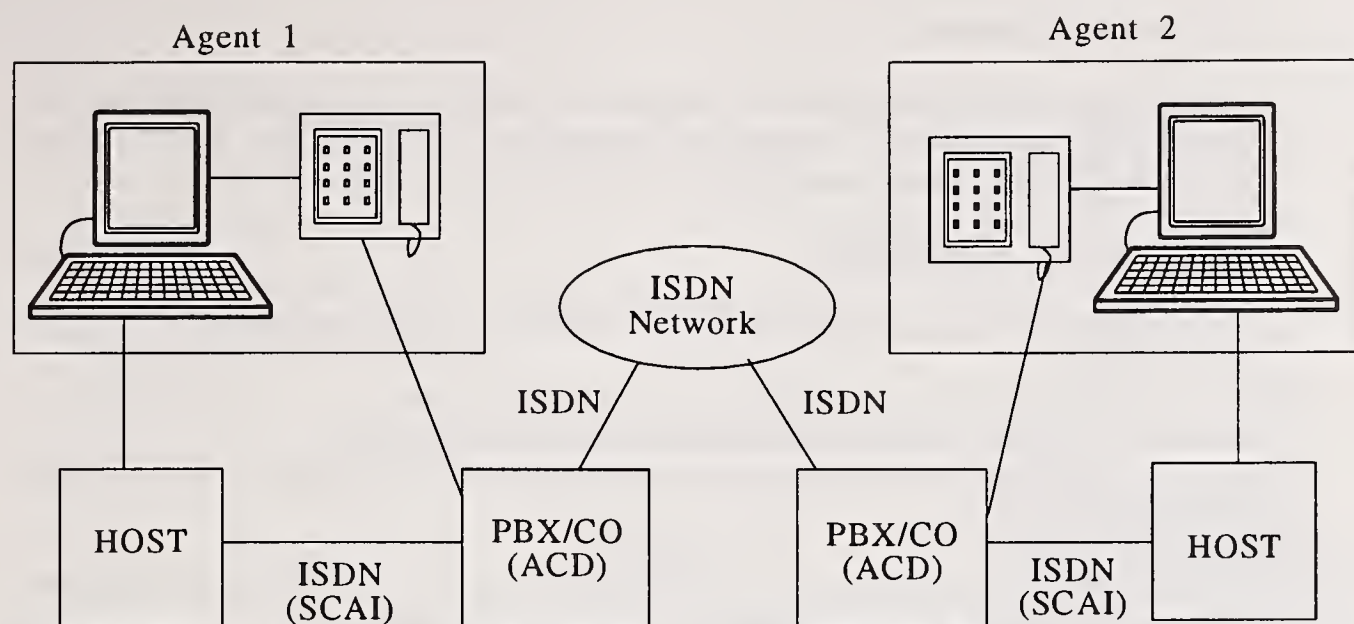 Agent 1
Agent 2
ISDN
Network
ISDN
ISDN
HOST
PBX/CO
(ACD)
PBX/CO
(ACD)
HOST
ISDN
(SCAI)
ISDN
(SCAI)